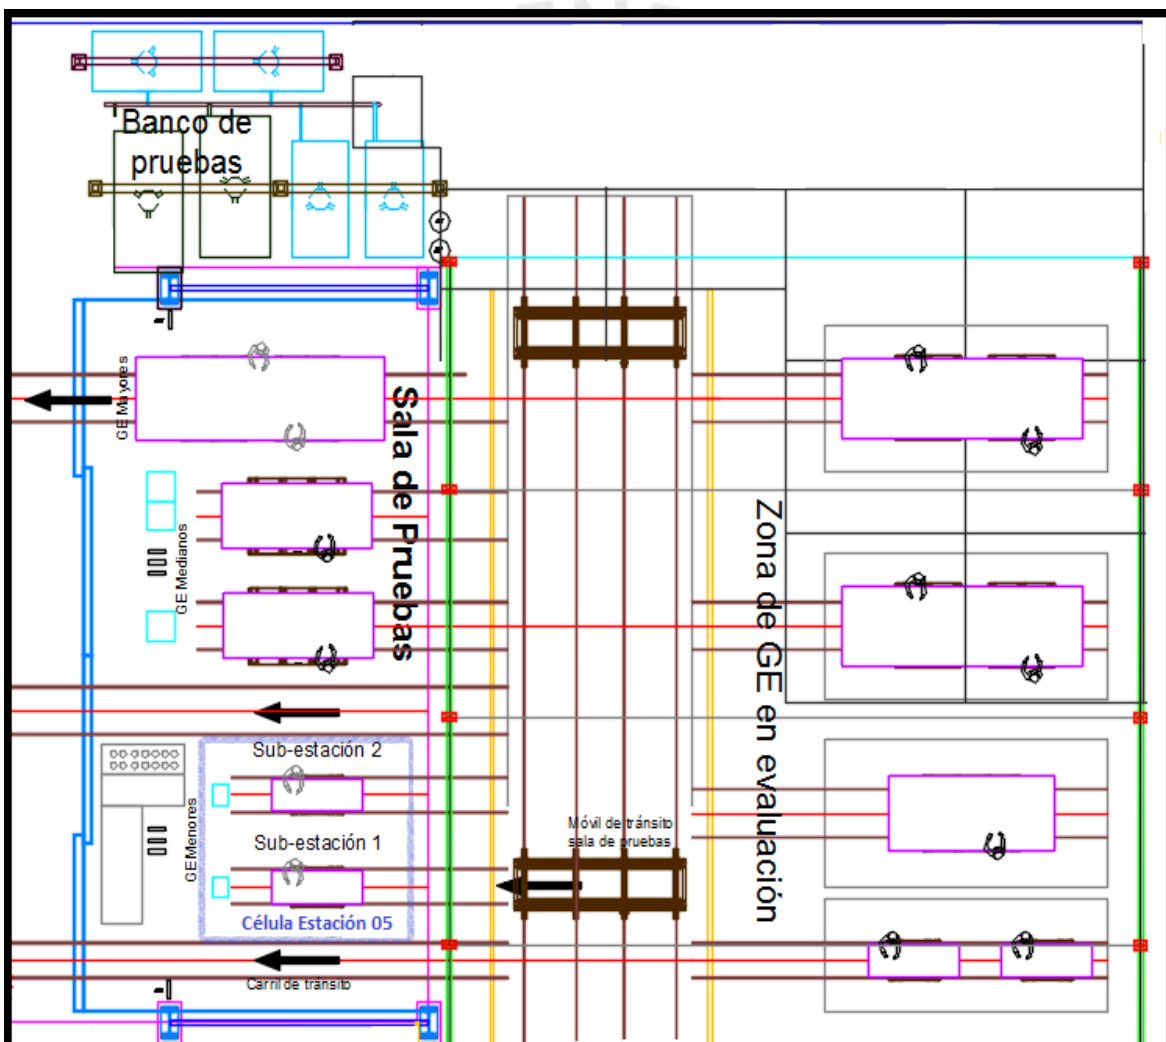 Banco de
pruebas
GE Mayores
Sala de Pruebas
GE Medianos
Zona de GE en evaluación
Sub-estación 2
GE Menores
Sub-estación 1
Móvil de tránsito
sala de pruebas
Célula Estación 05
Carril de tránsito